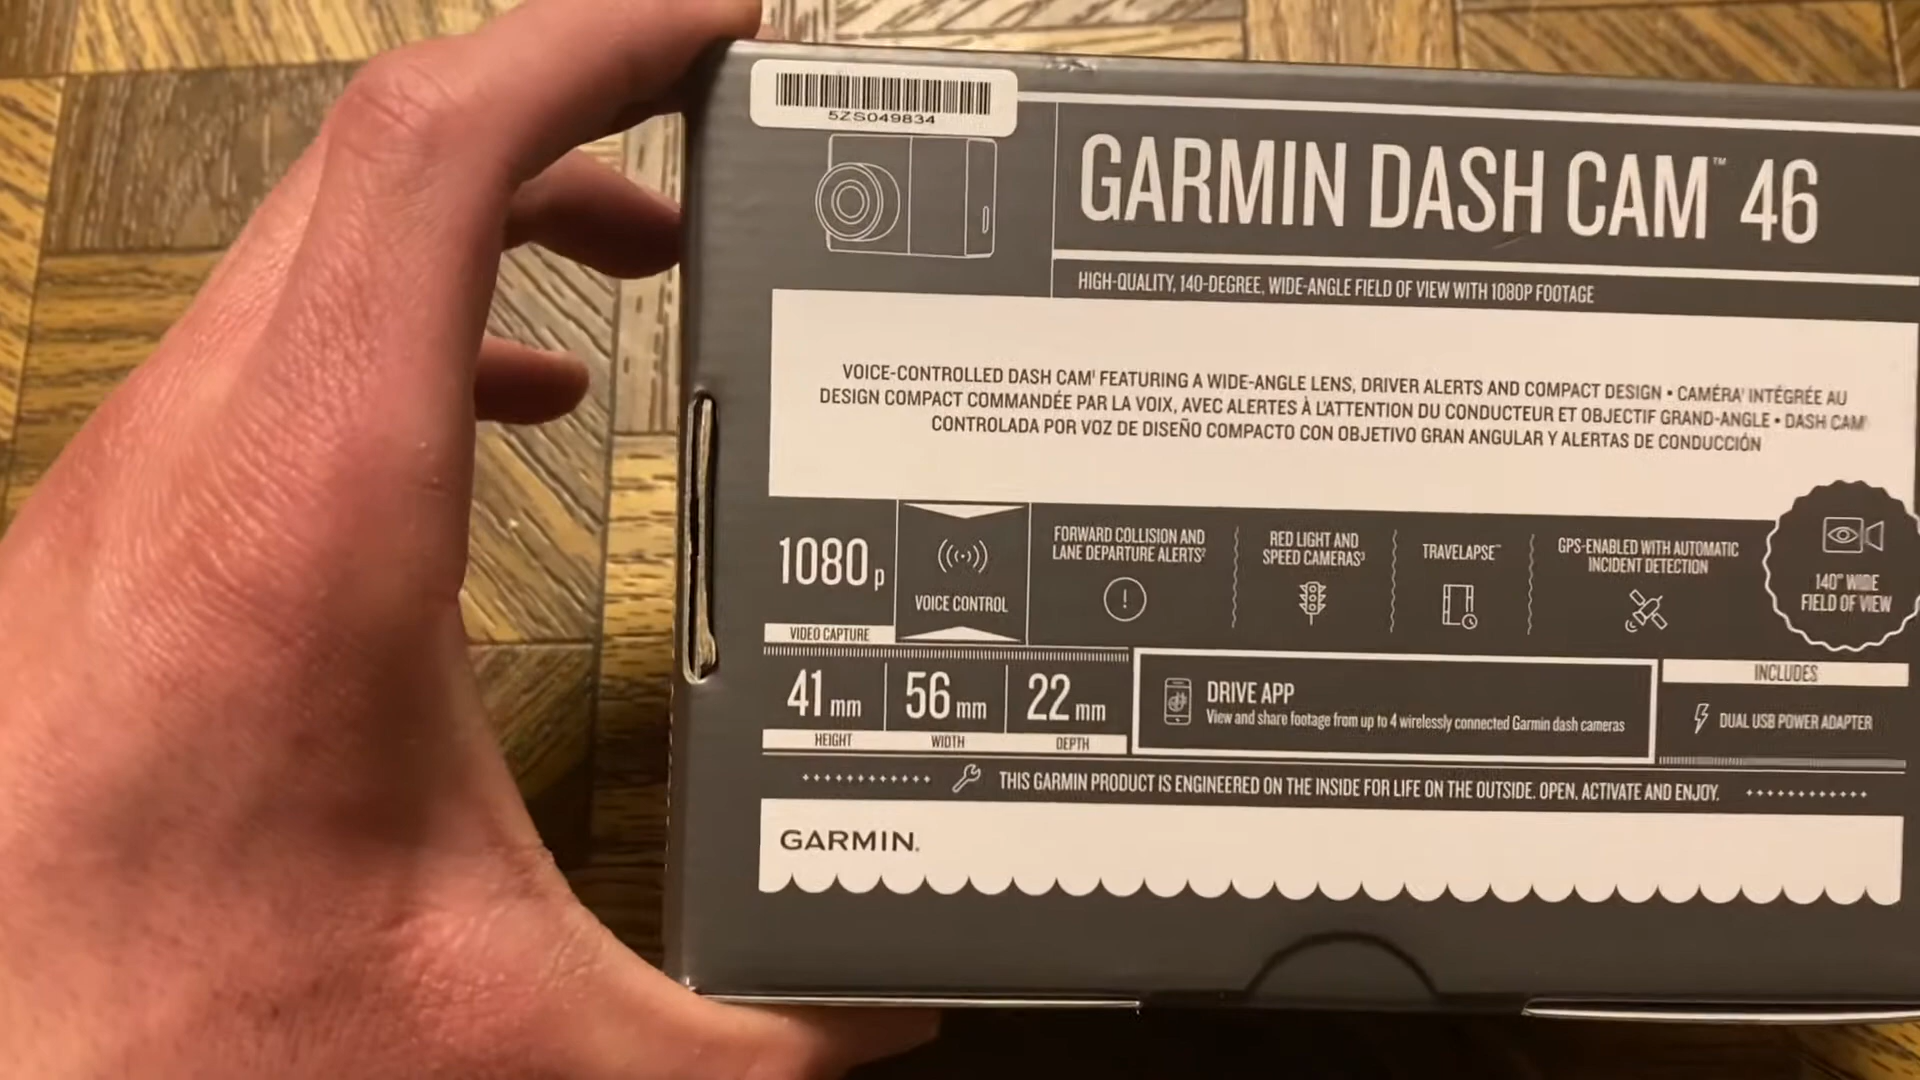 5ZS049834
GARMIN DASH CAM™ 46
HIGH-QUALITY, 140-DEGREE, WIDE-ANGLE FIELD OF VIEW WITH 1080P FOOTAGE
VOICE-CONTROLLED DASH CAM¹ FEATURING A WIDE-ANGLE LENS, DRIVER ALERTS AND COMPACT DESIGN • CAMÉRA¹ INTÉGRÉE AU
DESIGN COMPACT COMMANDÉE PAR LA VOIX, AVEC ALERTES À L'ATTENTION DU CONDUCTEUR ET OBJECTIF GRAND-ANGLE • DASH CAM¹
CONTROLADA POR VOZ DE DISEÑO COMPACTO CON OBJETIVO GRAN ANGULAR Y ALERTAS DE CONDUCCIÓN
1080p
VIDEO CAPTURE
VOICE CONTROL
FORWARD COLLISION AND
LANE DEPARTURE ALERTS²
RED LIGHT AND
SPEED CAMERAS³
TRAVELAPSE™
GPS-ENABLED WITH AUTOMATIC
INCIDENT DETECTION
140° WIDE
FIELD OF VIEW
41 mm
HEIGHT
56 mm
WIDTH
22 mm
DEPTH
DRIVE APP
View and share footage from up to 4 wirelessly connected Garmin dash cameras
INCLUDES
DUAL USB POWER ADAPTER
THIS GARMIN PRODUCT IS ENGINEERED ON THE INSIDE FOR LIFE ON THE OUTSIDE. OPEN, ACTIVATE AND ENJOY.
GARMIN.